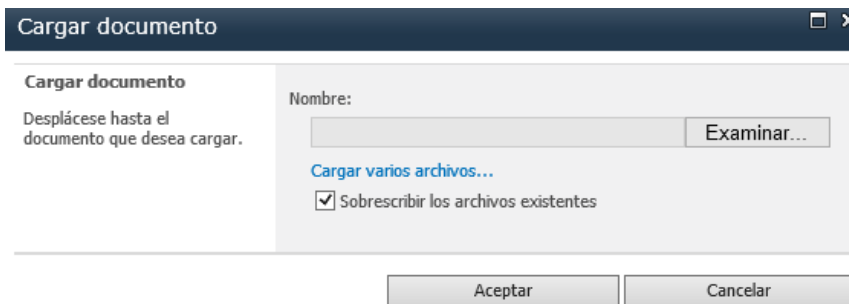 Cargar documento
Cargar documento
Desplácese hasta el
documento que desea cargar.
Nombre:
Examinar...
Cargar varios archivos...
Sobrescribir los archivos existentes
Aceptar
Cancelar